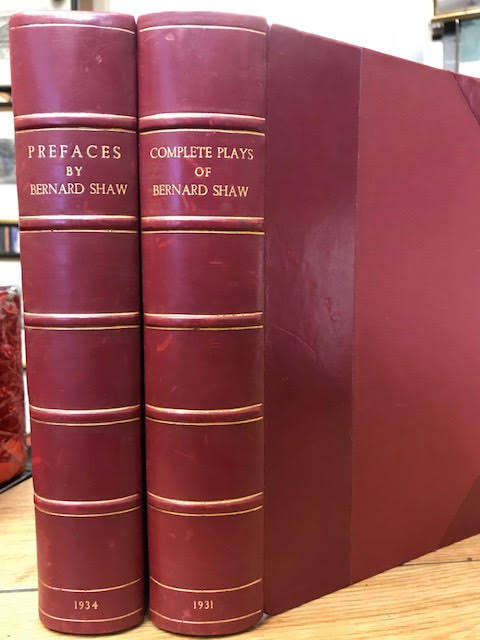 PREFACES
BY
BERNARD SHAW
1934
COMPLETE PLAYS
OF
BERNARD SHAW
1931